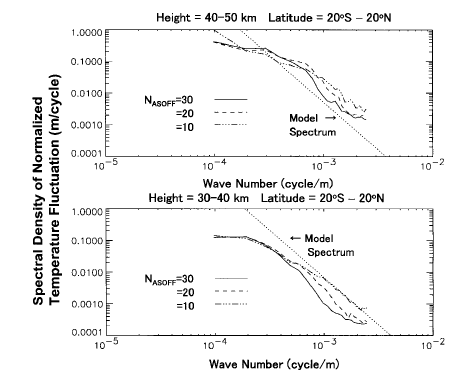 Height = 40-50 km   Latitude = 20°S - 20°N
1.0000
0.1000
0.0100
0.0010
0.0001
N_ASOFF=30
=20
=10
Model →
Spectrum
10⁻⁵
10⁻⁴
10⁻³
10⁻²
Wave Number (cycle/m)
Height = 30-40 km   Latitude = 20°S - 20°N
1.0000
0.1000
0.0100
0.0010
0.0001
← Model
Spectrum
N_ASOFF=30
=20
=10
10⁻⁵
10⁻⁴
10⁻³
10⁻²
Wave Number (cycle/m)
Spectral Density of Normalized
Temperature Fluctuation (m/cycle)